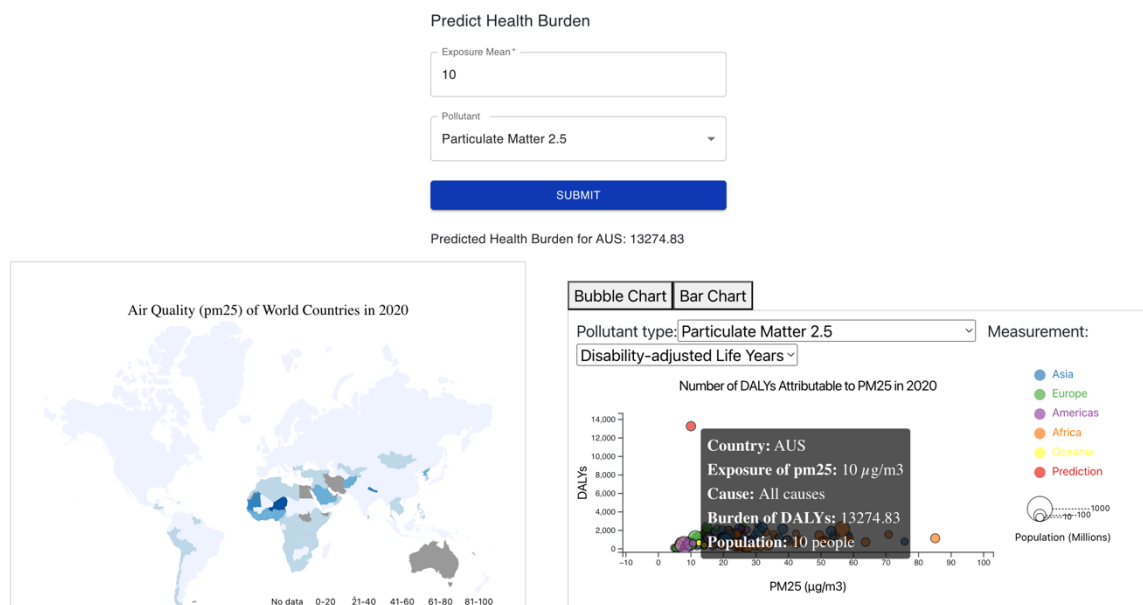 Predict Health Burden
Exposure Mean *
10
Pollutant
Particulate Matter 2.5
SUBMIT
Predicted Health Burden for AUS: 13274.83
Air Quality (pm25) of World Countries in 2020
No data 0-20 21-40 41-60 61-80 81-100
Bubble Chart Bar Chart
Pollutant type: Particulate Matter 2.5 Measurement:
Disability-adjusted Life Years
Number of DALYs Attributable to PM25 in 2020
Asia
Europe
Americas
Africa
Oceania
Prediction
1000
100
10
Population (Millions)
DALYs
14,000
12,000
10,000
8,000
6,000
4,000
2,000
0
Country: AUS
Exposure of pm25: 10 μg/m3
Cause: All causes
Burden of DALYs: 13274.83
Population: 10 people
-10 0 10 20 30 40 50 60 70 80 90 100
PM25 (μg/m3)